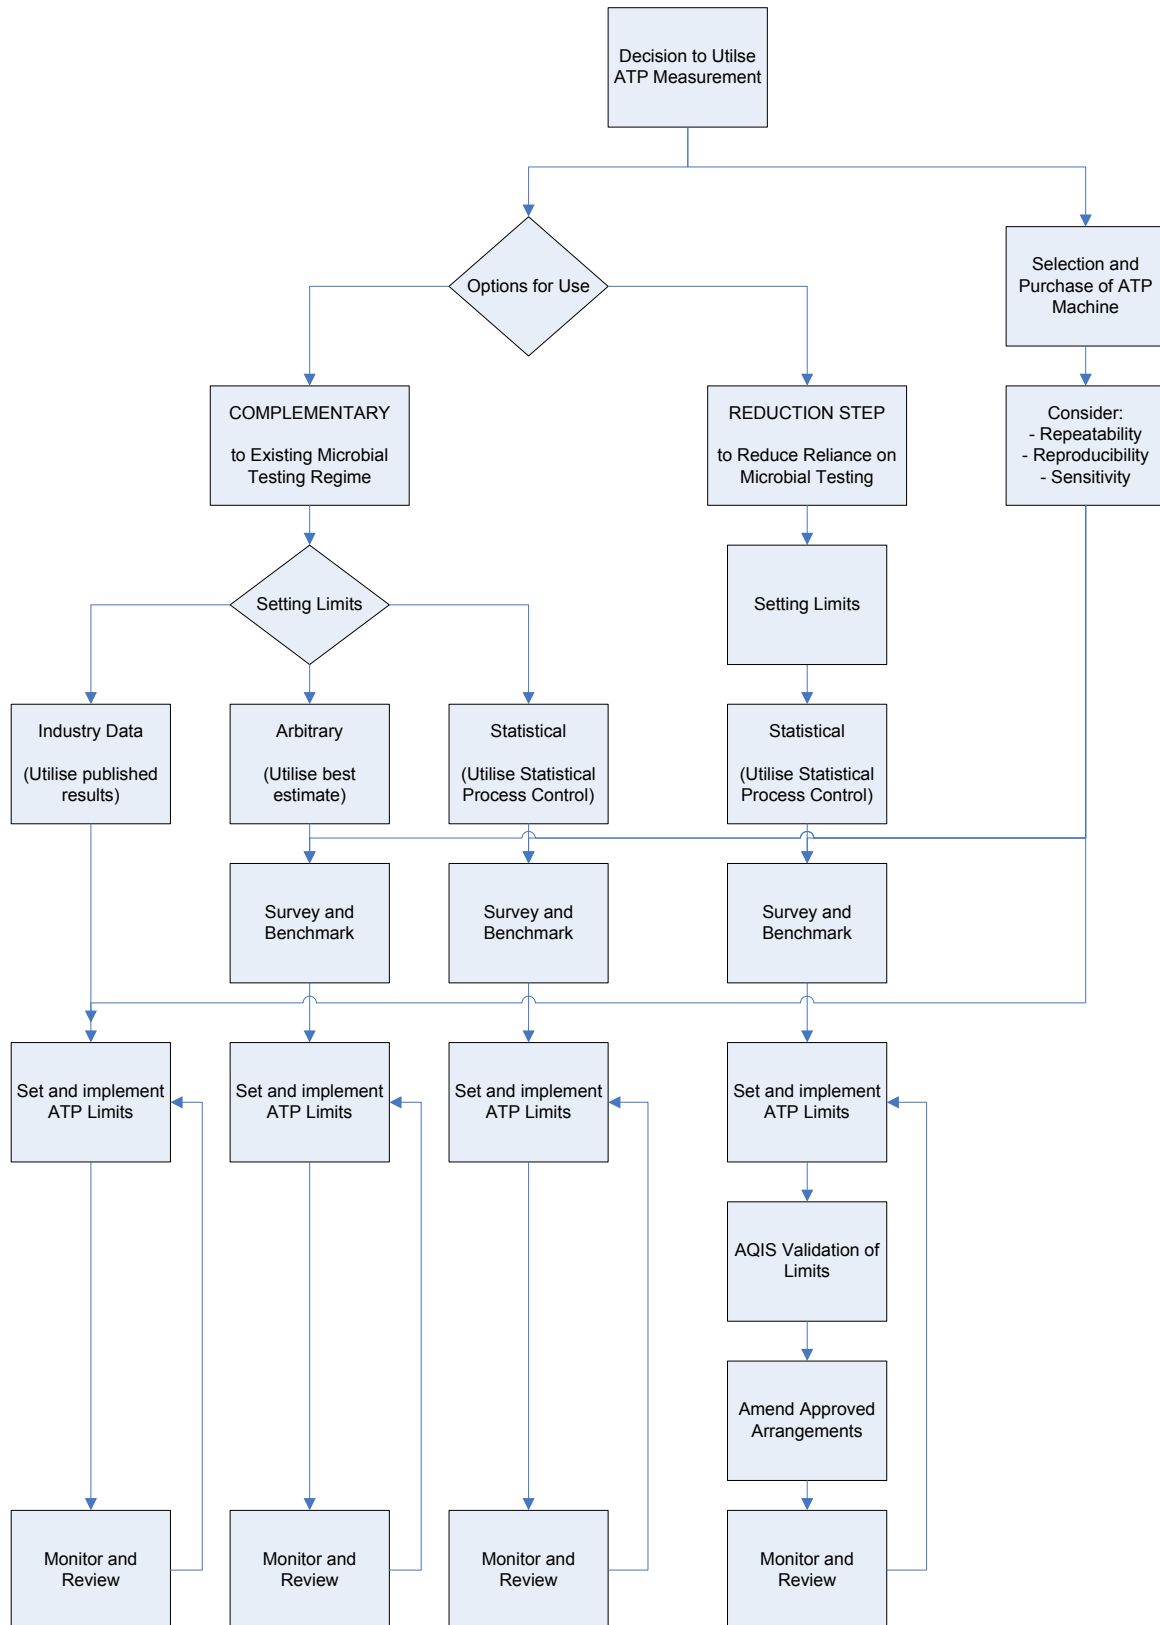 Decision to Utilse
ATP Measurement
Options for Use
Selection and
Purchase of ATP
Machine
COMPLEMENTARY
to Existing Microbial
Testing Regime
REDUCTION STEP
to Reduce Reliance on
Microbial Testing
Consider:
- Repeatability
- Reproducibility
- Sensitivity
Setting Limits
Setting Limits
Industry Data
(Utilise published
results)
Arbitrary
(Utilise best
estimate)
Statistical
(Utilise Statistical
Process Control)
Statistical
(Utilise Statistical
Process Control)
Survey and
Benchmark
Survey and
Benchmark
Survey and
Benchmark
Set and implement
ATP Limits
Set and implement
ATP Limits
Set and implement
ATP Limits
Set and implement
ATP Limits
AQIS Validation of
Limits
Amend Approved
Arrangements
Monitor and
Review
Monitor and
Review
Monitor and
Review
Monitor and
Review